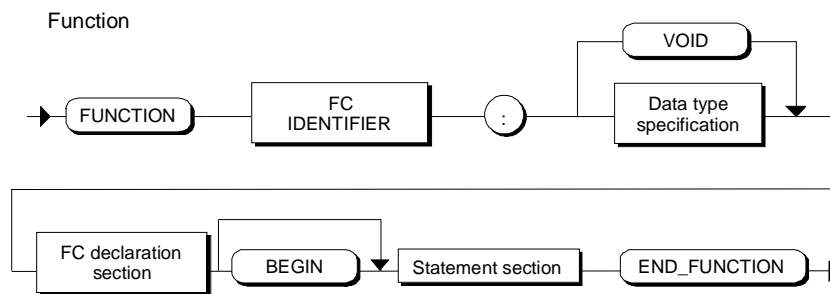 Function
VOID
FUNCTION
FC
IDENTIFIER
:
Data type
specification
FC declaration
section
BEGIN
Statement section
END_FUNCTION